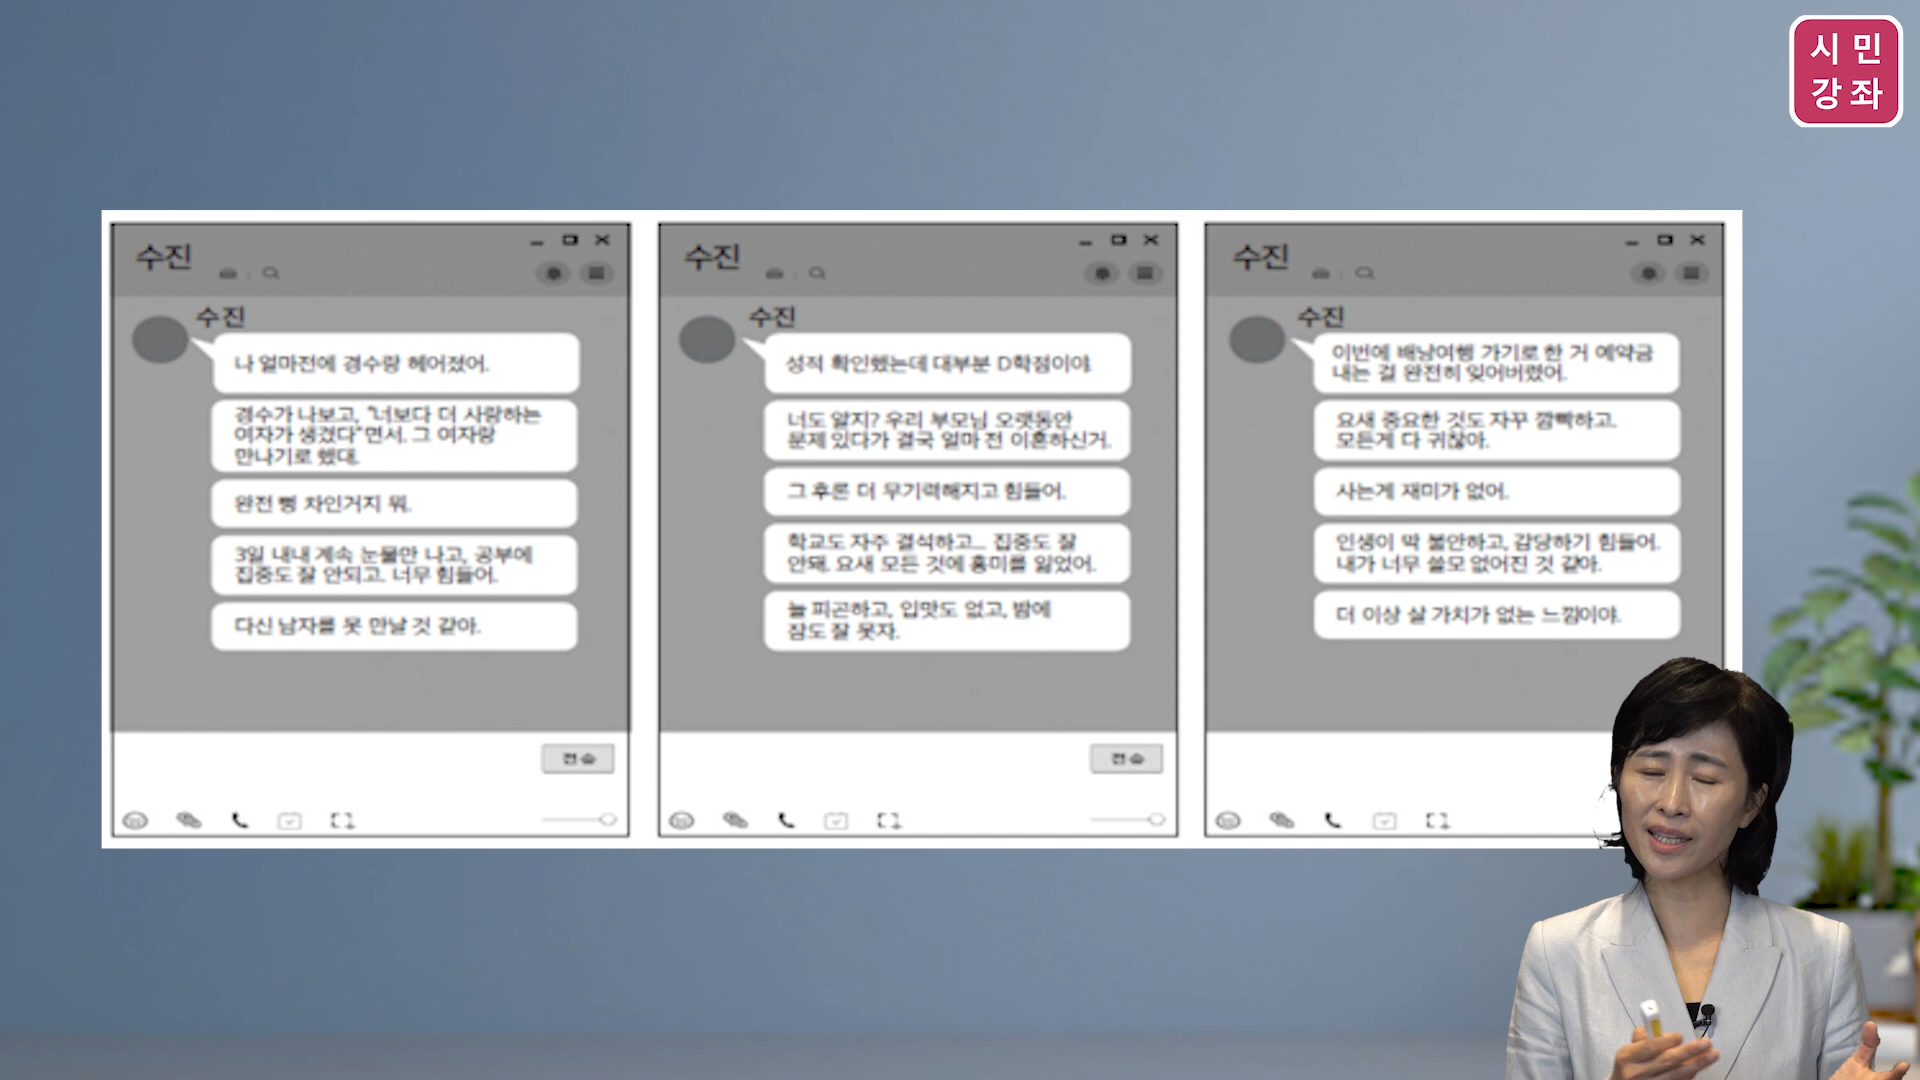 시민
강좌
수진
수진
나 얼마전에 경수랑 헤어졌어.
경수가 나보고, "너보다 더 사랑하는
여자가 생겼다"면서. 그 여자랑
만나기로 했대.
완전 뻥 차인거지 뭐.
3일 내내 계속 눈물만 나고, 공부에
집중도 잘 안되고. 너무 힘들어.
다신 남자를 못 만날 것 같아.
전송
수진
수진
성적 확인했는데 대부분 D학점이야.
너도 알지? 우리 부모님 오랫동안
문제 있다가 결국 얼마 전 이혼하신거.
그 후론 더 무기력해지고 힘들어.
학교도 자주 결석하고... 집중도 잘
안돼. 요새 모든 것에 흥미를 잃었어.
늘 피곤하고, 입맛도 없고, 밤에
잠도 잘 못자.
전송
수진
수진
이번에 배낭여행 가기로 한 거 예약금
내는 걸 완전히 잊어버렸어.
요새 중요한 것도 자꾸 깜빡하고.
모든게 다 귀찮아.
사는게 재미가 없어.
인생이 막 불안하고, 감당하기 힘들어.
내가 너무 쓸모 없어진 것 같아.
더 이상 살 가치가 없는 느낌이야.